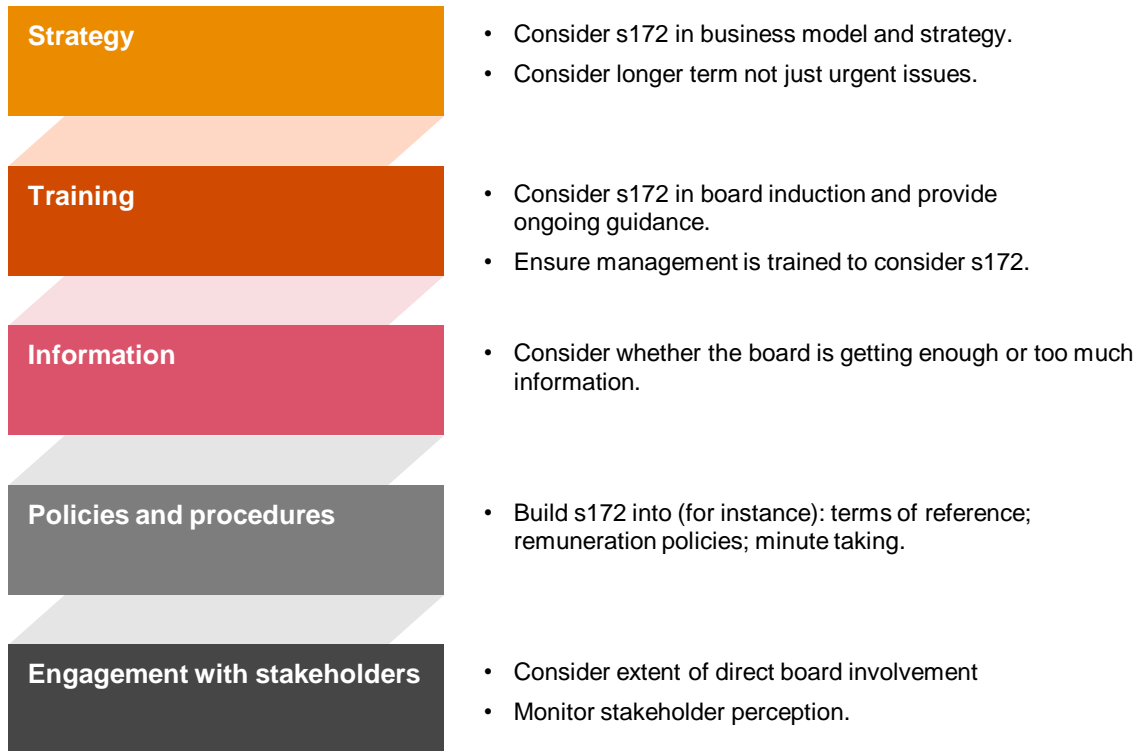 Strategy
• Consider s172 in business model and strategy.
• Consider longer term not just urgent issues.
Training
• Consider s172 in board induction and provide
ongoing guidance.
• Ensure management is trained to consider s172.
Information
• Consider whether the board is getting enough or too much
information.
Policies and procedures
• Build s172 into (for instance): terms of reference;
remuneration policies; minute taking.
Engagement with stakeholders
• Consider extent of direct board involvement
• Monitor stakeholder perception.